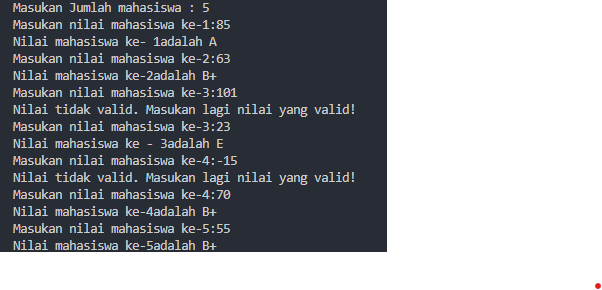 Masukan Jumlah mahasiswa : 5
Masukan nilai mahasiswa ke-1:85
Nilai mahasiswa ke- 1adalah A
Masukan nilai mahasiswa ke-2:63
Nilai mahasiswa ke-2adalah B+
Masukan nilai mahasiswa ke-3:101
Nilai tidak valid. Masukan lagi nilai yang valid!
Masukan nilai mahasiswa ke-3:23
Nilai mahasiswa ke - 3adalah E
Masukan nilai mahasiswa ke-4:-15
Nilai tidak valid. Masukan lagi nilai yang valid!
Masukan nilai mahasiswa ke-4:70
Nilai mahasiswa ke-4adalah B+
Masukan nilai mahasiswa ke-5:55
Nilai mahasiswa ke-5adalah B+